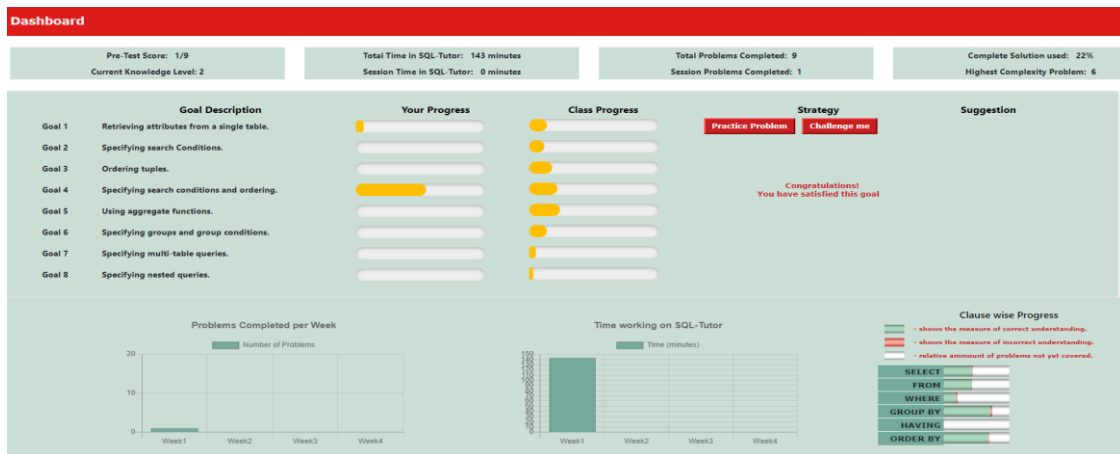 Dashboard
Pre-Test Score: 1/9
Current Knowledge Level: 2
Total Time in SQL-Tutor: 143 minutes
Session Time in SQL-Tutor: 0 minutes
Total Problems Completed: 9
Session Problems Completed: 1
Complete Solution used: 22%
Highest Complexity Problem: 6
Goal Description Your Progress Class Progress Strategy Suggestion
Goal 1 Retrieving attributes from a single table. Practice Problem Challenge me
Goal 2 Specifying search Conditions.
Goal 3 Ordering tuples.
Goal 4 Specifying search conditions and ordering. Congratulations!
You have satisfied this goal
Goal 5 Using aggregate functions.
Goal 6 Specifying groups and group conditions.
Goal 7 Specifying multi-table queries.
Goal 8 Specifying nested queries.
Problems Completed per Week
Number of Problems
20
10
0
Week1 Week2 Week3 Week4
Time working on SQL-Tutor
Time (minutes)
150
100
0
Week1 Week2 Week3 Week4
Clause wise Progress
- shows the measure of correct understanding.
- shows the measure of incorrect understanding.
- relative ammount of problems not yet covered.
SELECT
FROM
WHERE
GROUP BY
HAVING
ORDER BY